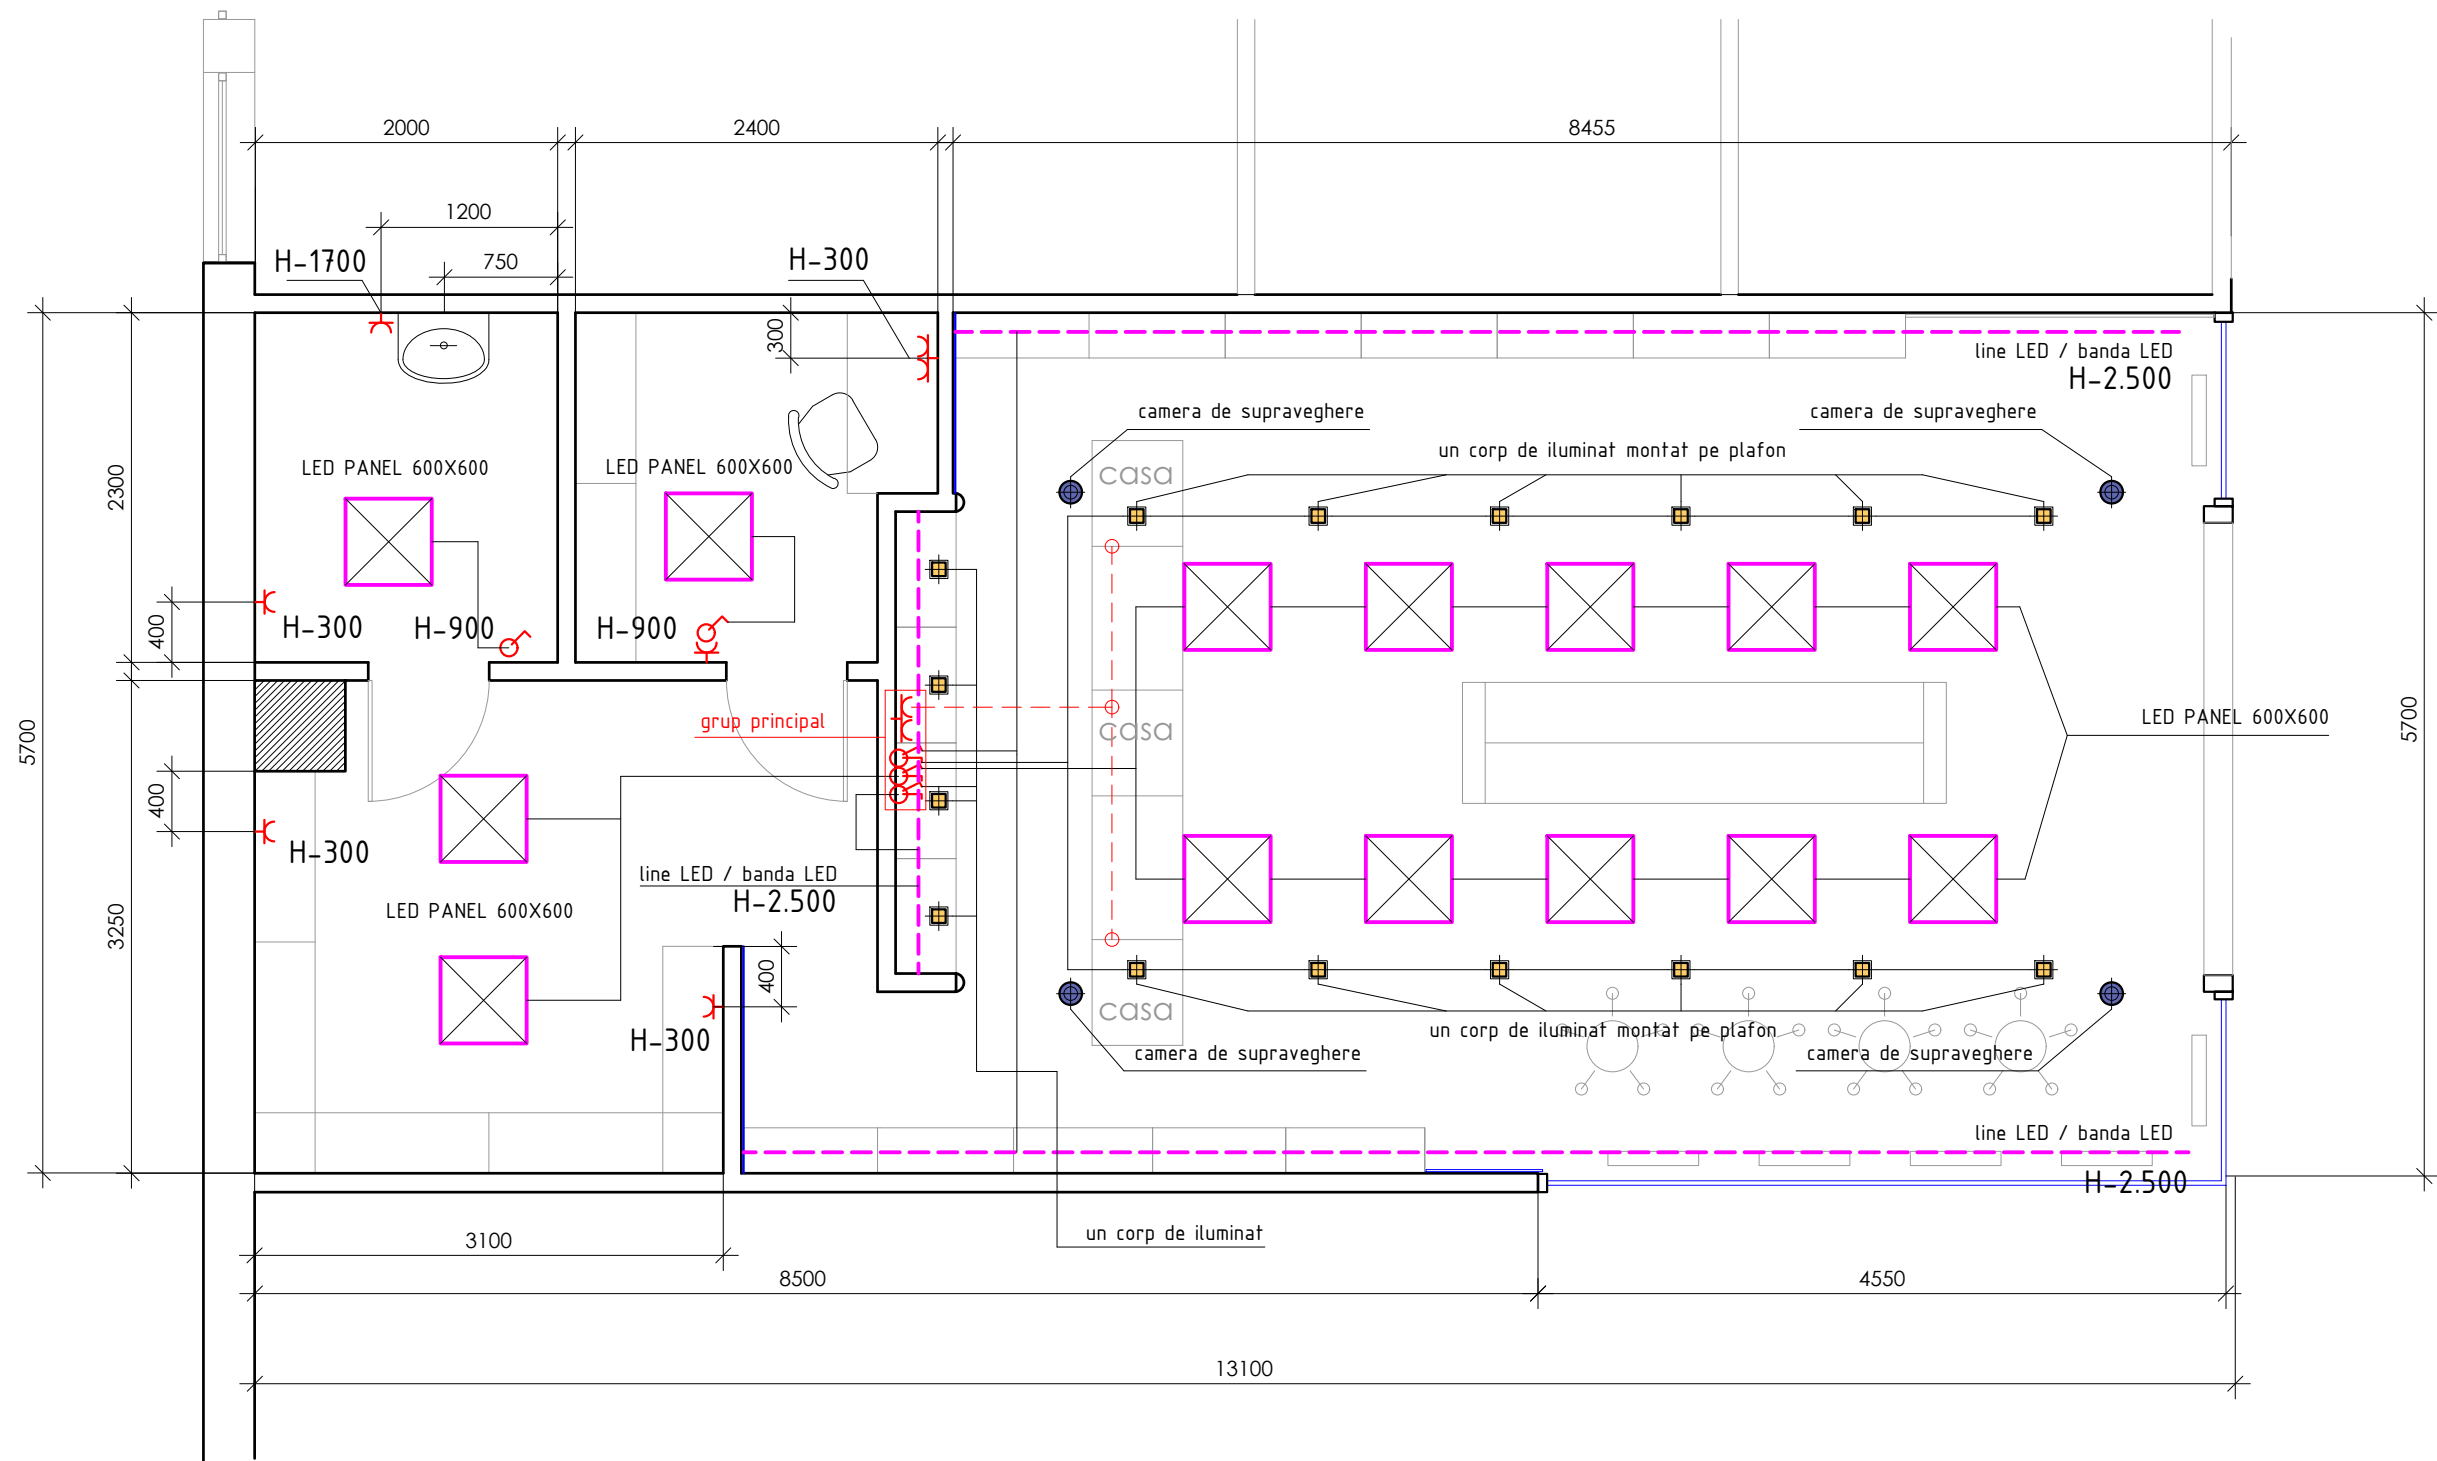 2000
2400
8455
1200
H-1700
750
H-300
300
line LED / banda LED
H-2.500
camera de supraveghere
camera de supraveghere
un corp de iluminat montat pe plafon
casa
LED PANEL 600X600
LED PANEL 600X600
2300
400
H-300
H-900
H-900
5700
grup principal
casa
LED PANEL 600X600
5700
400
H-300
line LED / banda LED
H-2.500
LED PANEL 600X600
3250
400
H-300
casa
un corp de iluminat montat pe plafon
camera de supraveghere
camera de supraveghere
line LED / banda LED
H-2.500
un corp de iluminat
3100
8500
4550
13100